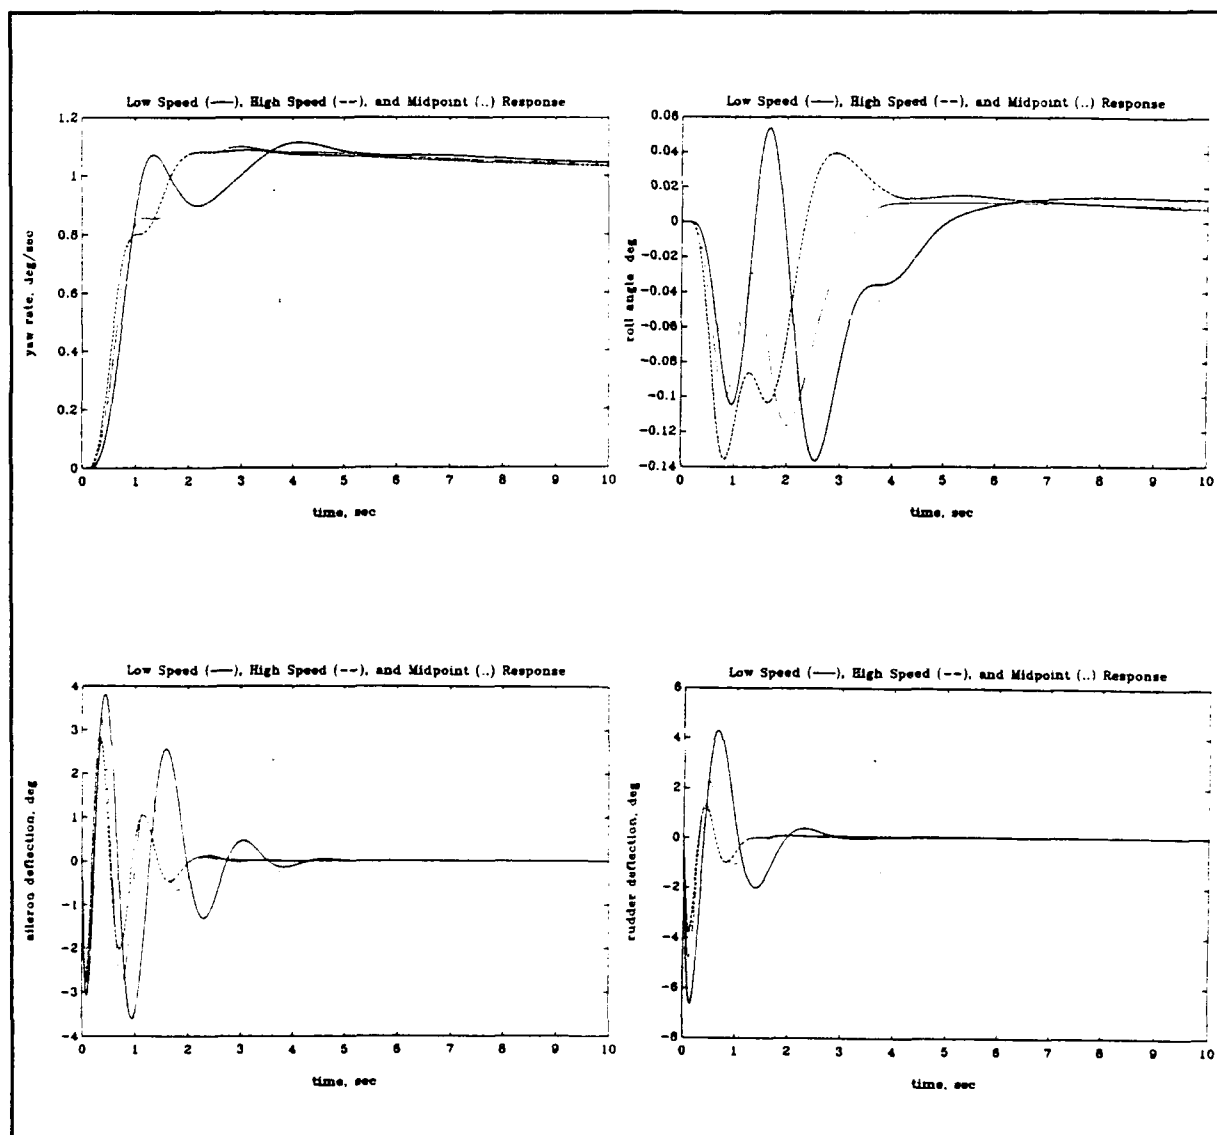 Low Speed (——), High Speed (--), and Midpoint (..) Response
1.2
1
0.8
0.6
0.4
0.2
0
yaw rate, deg/sec
0 1 2 3 4 5 6 7 8 9 10
time, sec
Low Speed (——), High Speed (--), and Midpoint (..) Response
0.06
0.04
0.02
0
-0.02
-0.04
-0.06
-0.08
-0.1
-0.12
-0.14
roll angle deg
0 1 2 3 4 5 6 7 8 9 10
time, sec
Low Speed (——), High Speed (--), and Midpoint (..) Response
4
3
2
1
0
-1
-2
-3
-4
aileron deflection, deg
0 1 2 3 4 5 6 7 8 9 10
time, sec
Low Speed (——), High Speed (--), and Midpoint (..) Response
6
4
2
0
-2
-4
-6
-8
rudder deflection, deg
0 1 2 3 4 5 6 7 8 9 10
time, sec